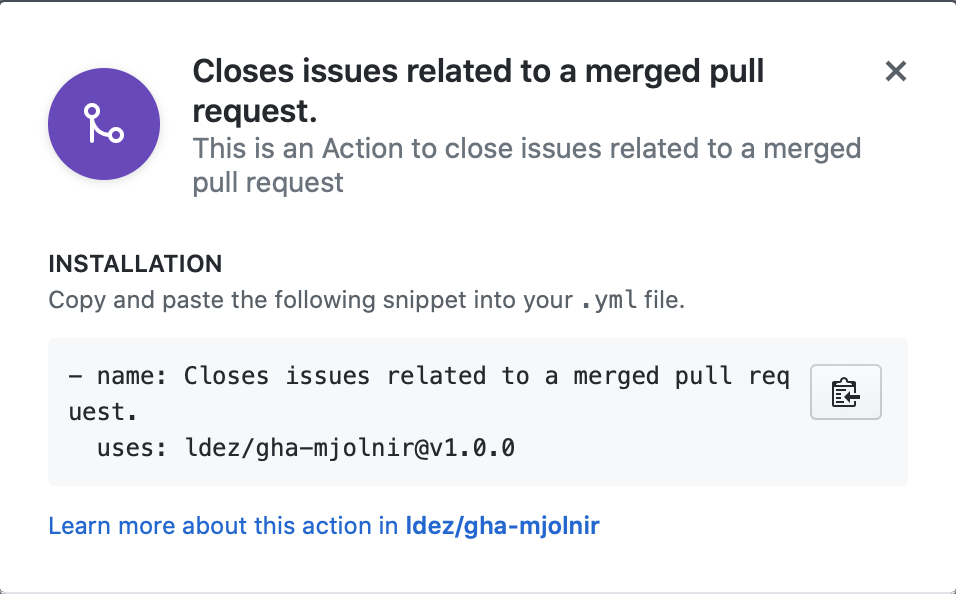 Closes issues related to a merged pull
request.
This is an Action to close issues related to a merged
pull request
INSTALLATION
Copy and paste the following snippet into your .yml file.
- name: Closes issues related to a merged pull req
uest.
  uses: ldez/gha-mjolnir@v1.0.0
Learn more about this action in ldez/gha-mjolnir